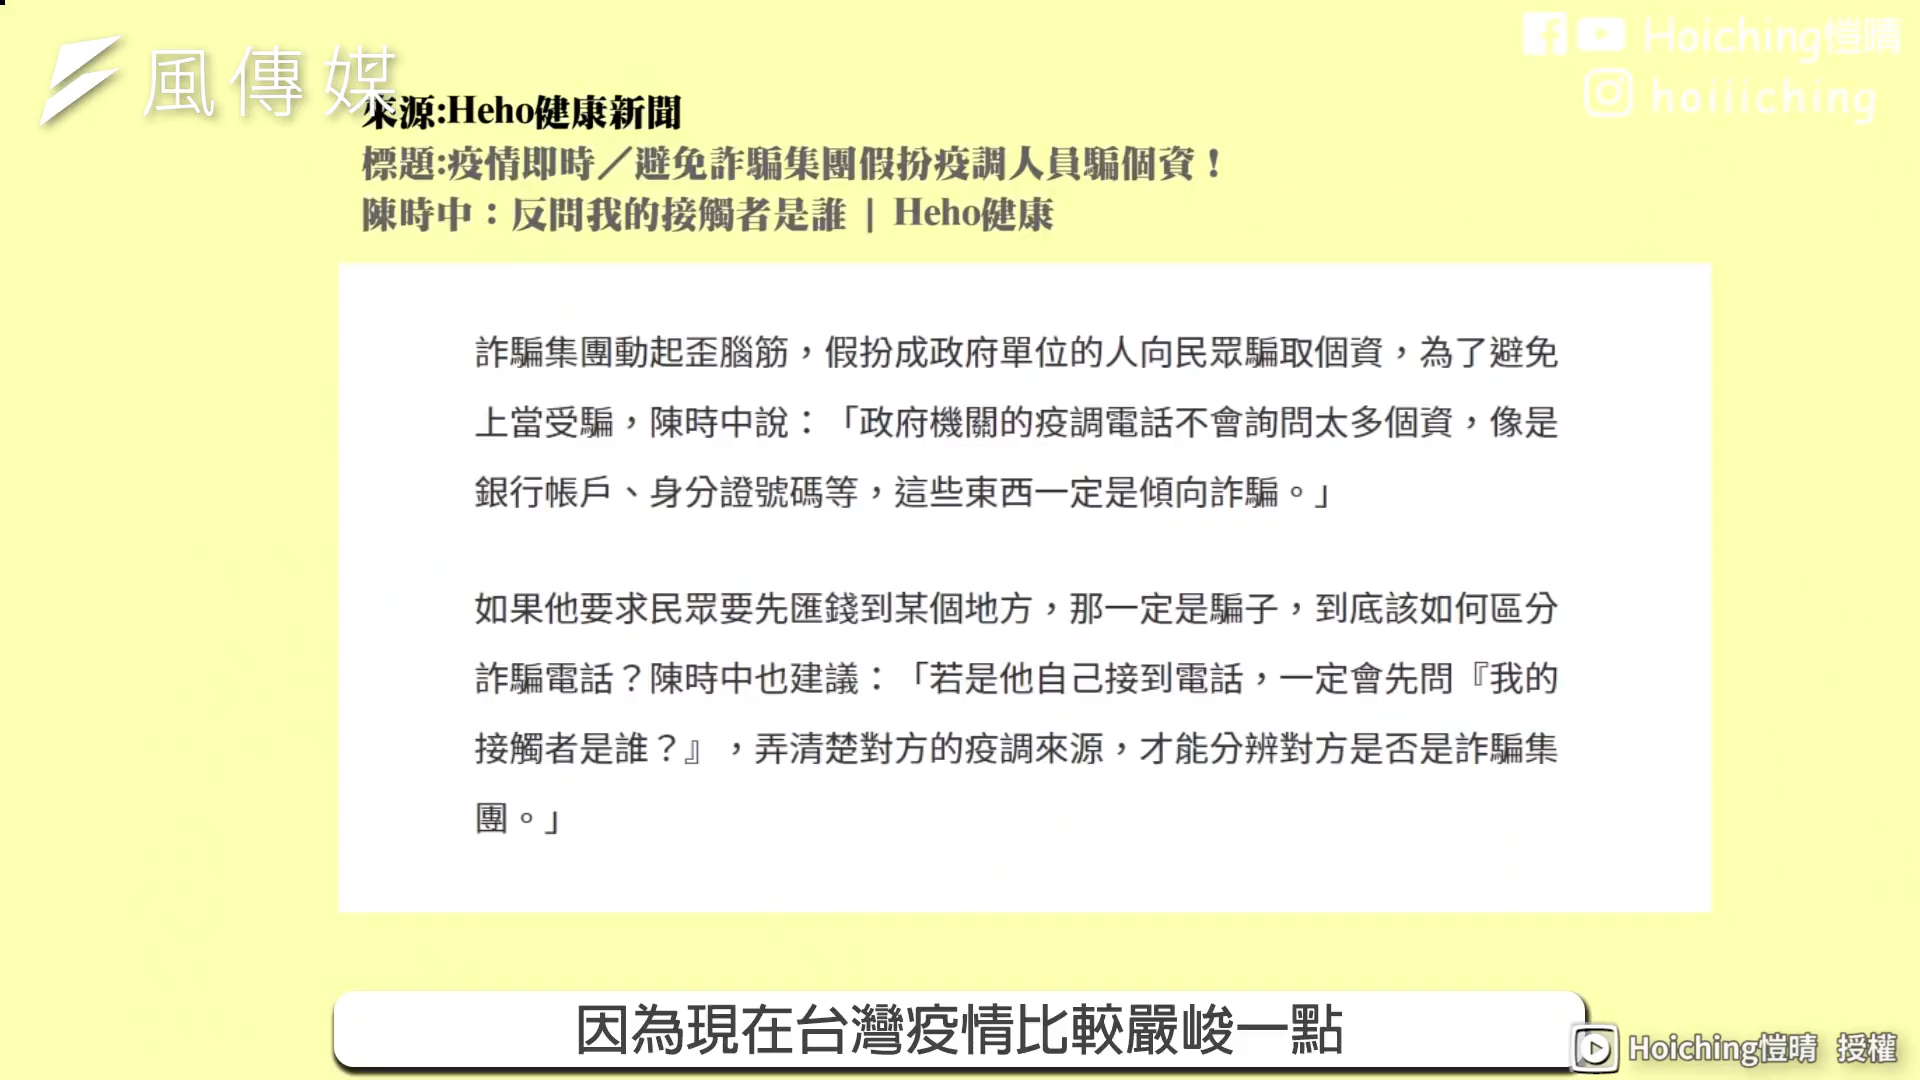 風傳媒
Hoiching愷晴
hoiiiching
來源:Heho健康新聞
標題:疫情即時／避免詐騙集團假扮疫調人員騙個資！
陳時中：反問我的接觸者是誰 | Heho健康
詐騙集團動起歪腦筋，假扮成政府單位的人向民眾騙取個資，為了避免
上當受騙，陳時中說：「政府機關的疫調電話不會詢問太多個資，像是
銀行帳戶、身分證號碼等，這些東西一定是傾向詐騙。」
如果他要求民眾要先匯錢到某個地方，那一定是騙子，到底該如何區分
詐騙電話？陳時中也建議：「若是他自己接到電話，一定會先問『我的
接觸者是誰？』，弄清楚對方的疫調來源，才能分辨對方是否是詐騙集
團。」
因為現在台灣疫情比較嚴峻一點
Hoiching愷晴 授權